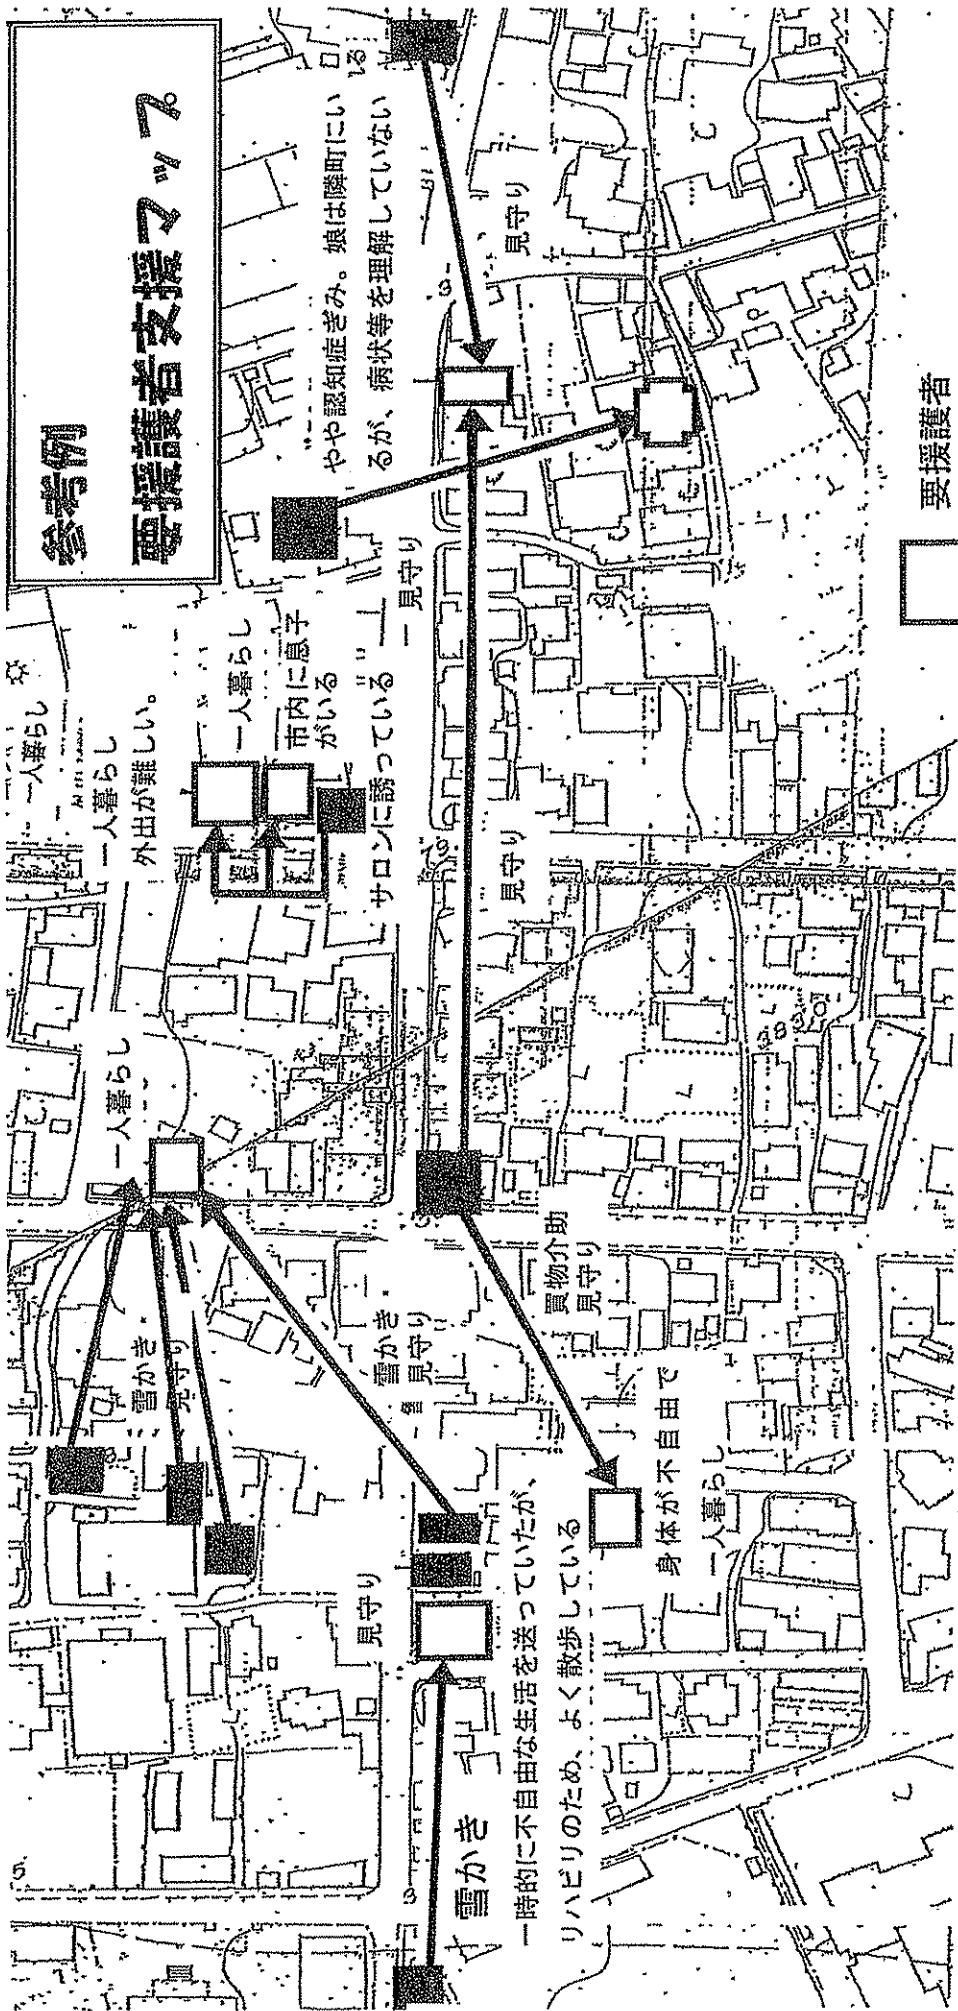 参考例
要援護者支援マップ
やや認知症ぎみ。娘は隣町にい
るが、病状等を理解していない
一人暮らし
一人暮らし
外出が難しい。
一人暮らし
市内に息子
がいる
サロンに誘っている
見守り
見守り
見守り
一人暮らし
雪かき・
見守り
雪かき・
見守り
買物介助
見守り
見守り
雪かき
一時的に不自由な生活を送っていたが、
リハビリのため、よく散歩している
身体が不自由で
一人暮らし
要援護者